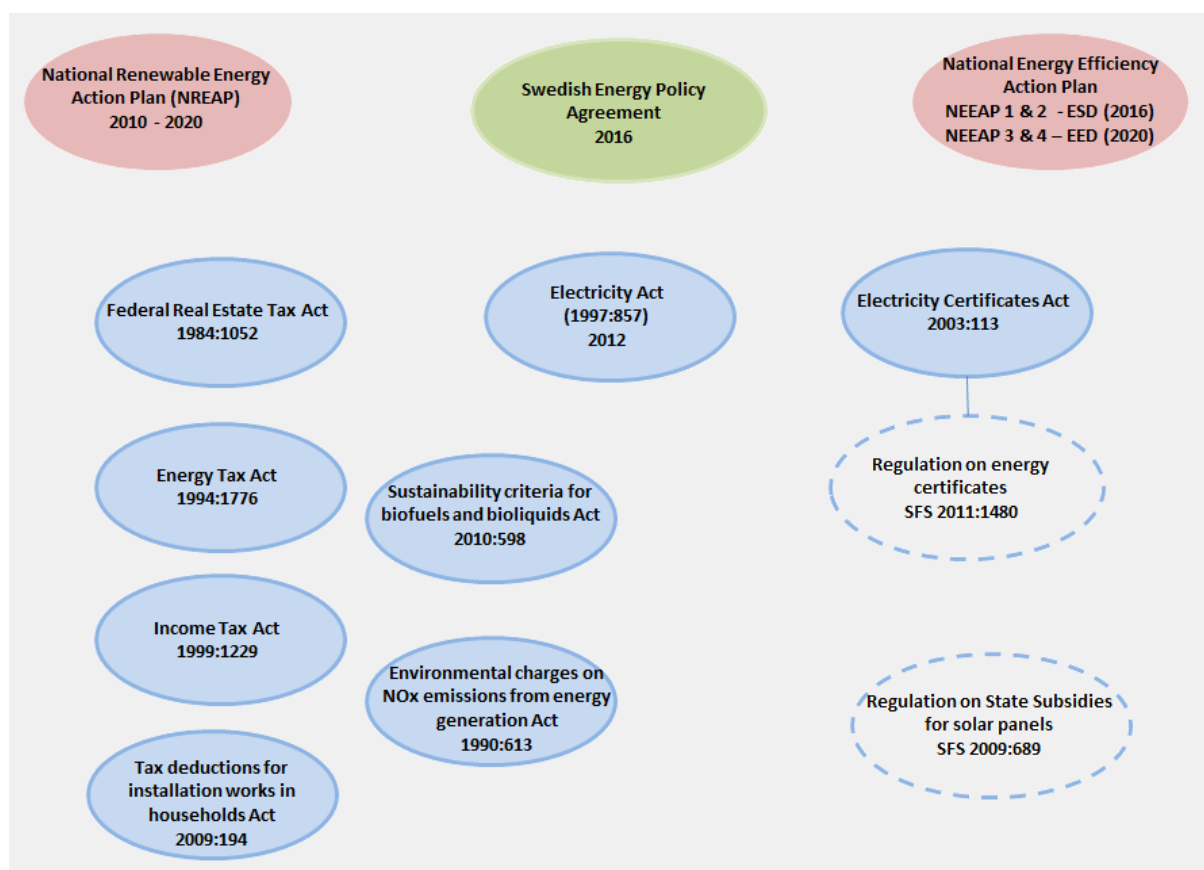 National Renewable Energy
Action Plan (NREAP)
2010 - 2020
Swedish Energy Policy
Agreement
2016
National Energy Efficiency
Action Plan
NEEAP 1 & 2  - ESD (2016)
NEEAP 3 & 4 – EED (2020)
Federal Real Estate Tax Act
1984:1052
Electricity Act
(1997:857)
2012
Electricity Certificates Act
2003:113
Energy Tax Act
1994:1776
Sustainability criteria for
biofuels and bioliquids Act
2010:598
Regulation on energy
certificates
SFS 2011:1480
Income Tax Act
1999:1229
Environmental charges on
NOx emissions from energy
generation Act
1990:613
Regulation on State Subsidies
for solar panels
SFS 2009:689
Tax deductions for
installation works in
households Act
2009:194